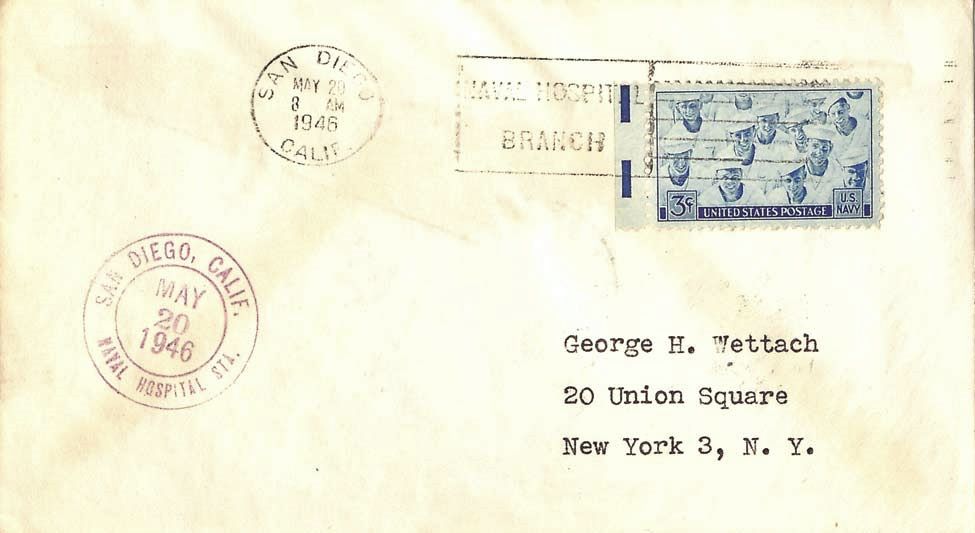 SAN DIEGO
MAY 20
8 AM
1946
CALIF.
NAVAL HOSPITAL
BRANCH
3¢
UNITED STATES POSTAGE
U.S.
NAVY
SAN DIEGO, CALIF.
MAY
20
1946
NAVAL HOSPITAL STA.
George H. Wettach
20 Union Square
New York 3, N. Y.